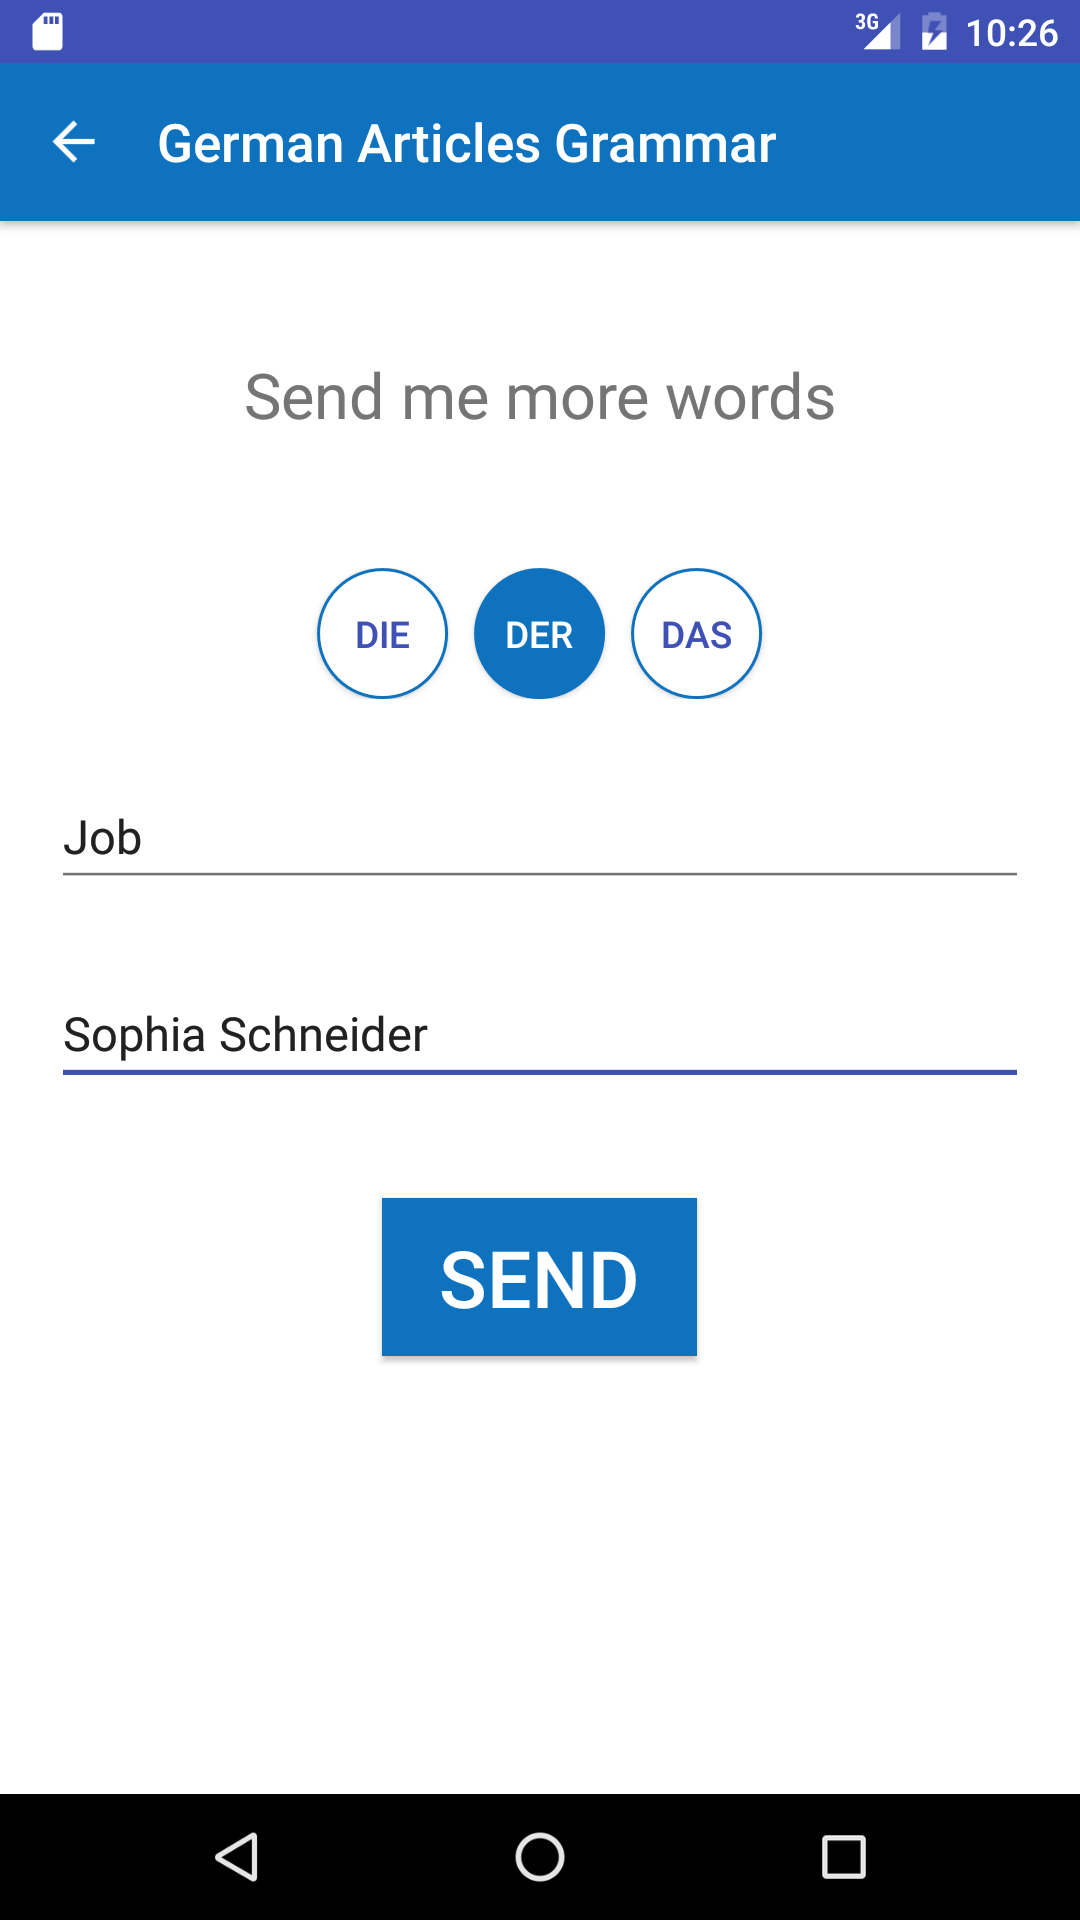 3G 10:26
German Articles Grammar
Send me more words
DIE DER DAS
Job
Sophia Schneider
SEND